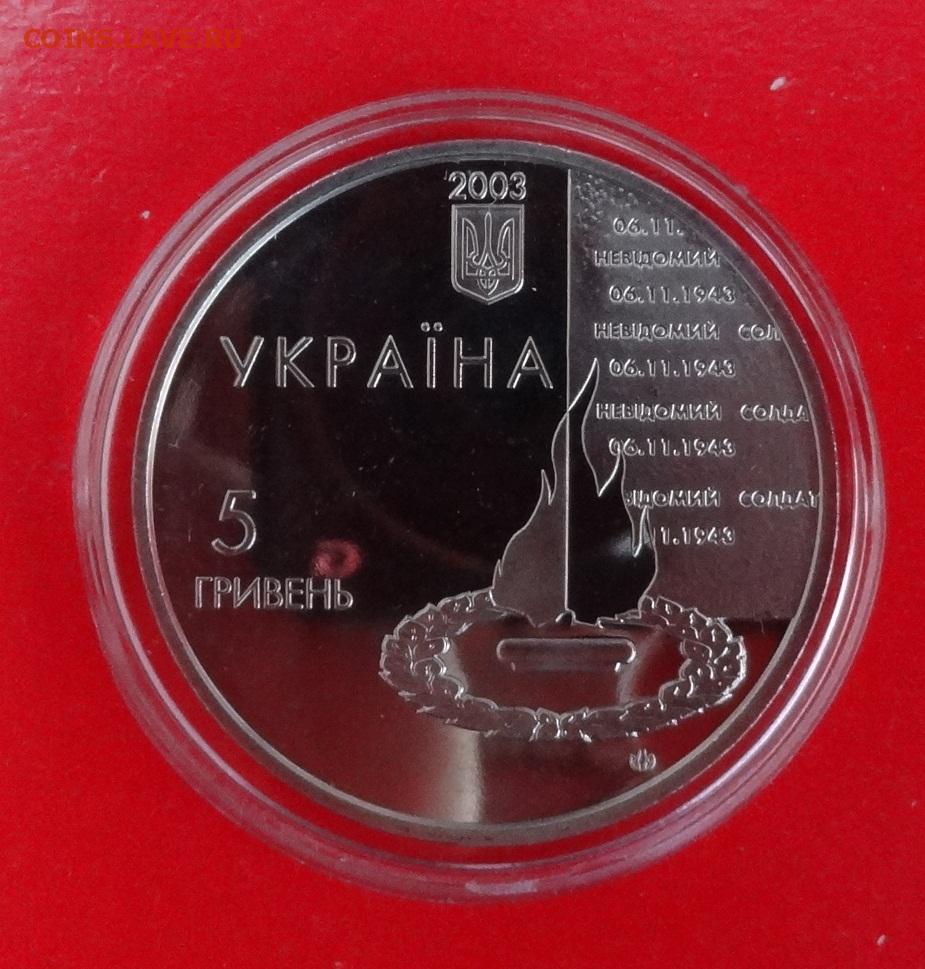 COINS.LAVE.RU
2003
06.11.
НЕВІДОМИЙ
06.11.1943
НЕВІДОМИЙ СОЛ
УКРАЇНА
06.11.1943
НЕВІДОМИЙ СОЛДА
06.11.1943
5
ВІДОМИЙ СОЛДАТ
11.1943
ГРИВЕНЬ